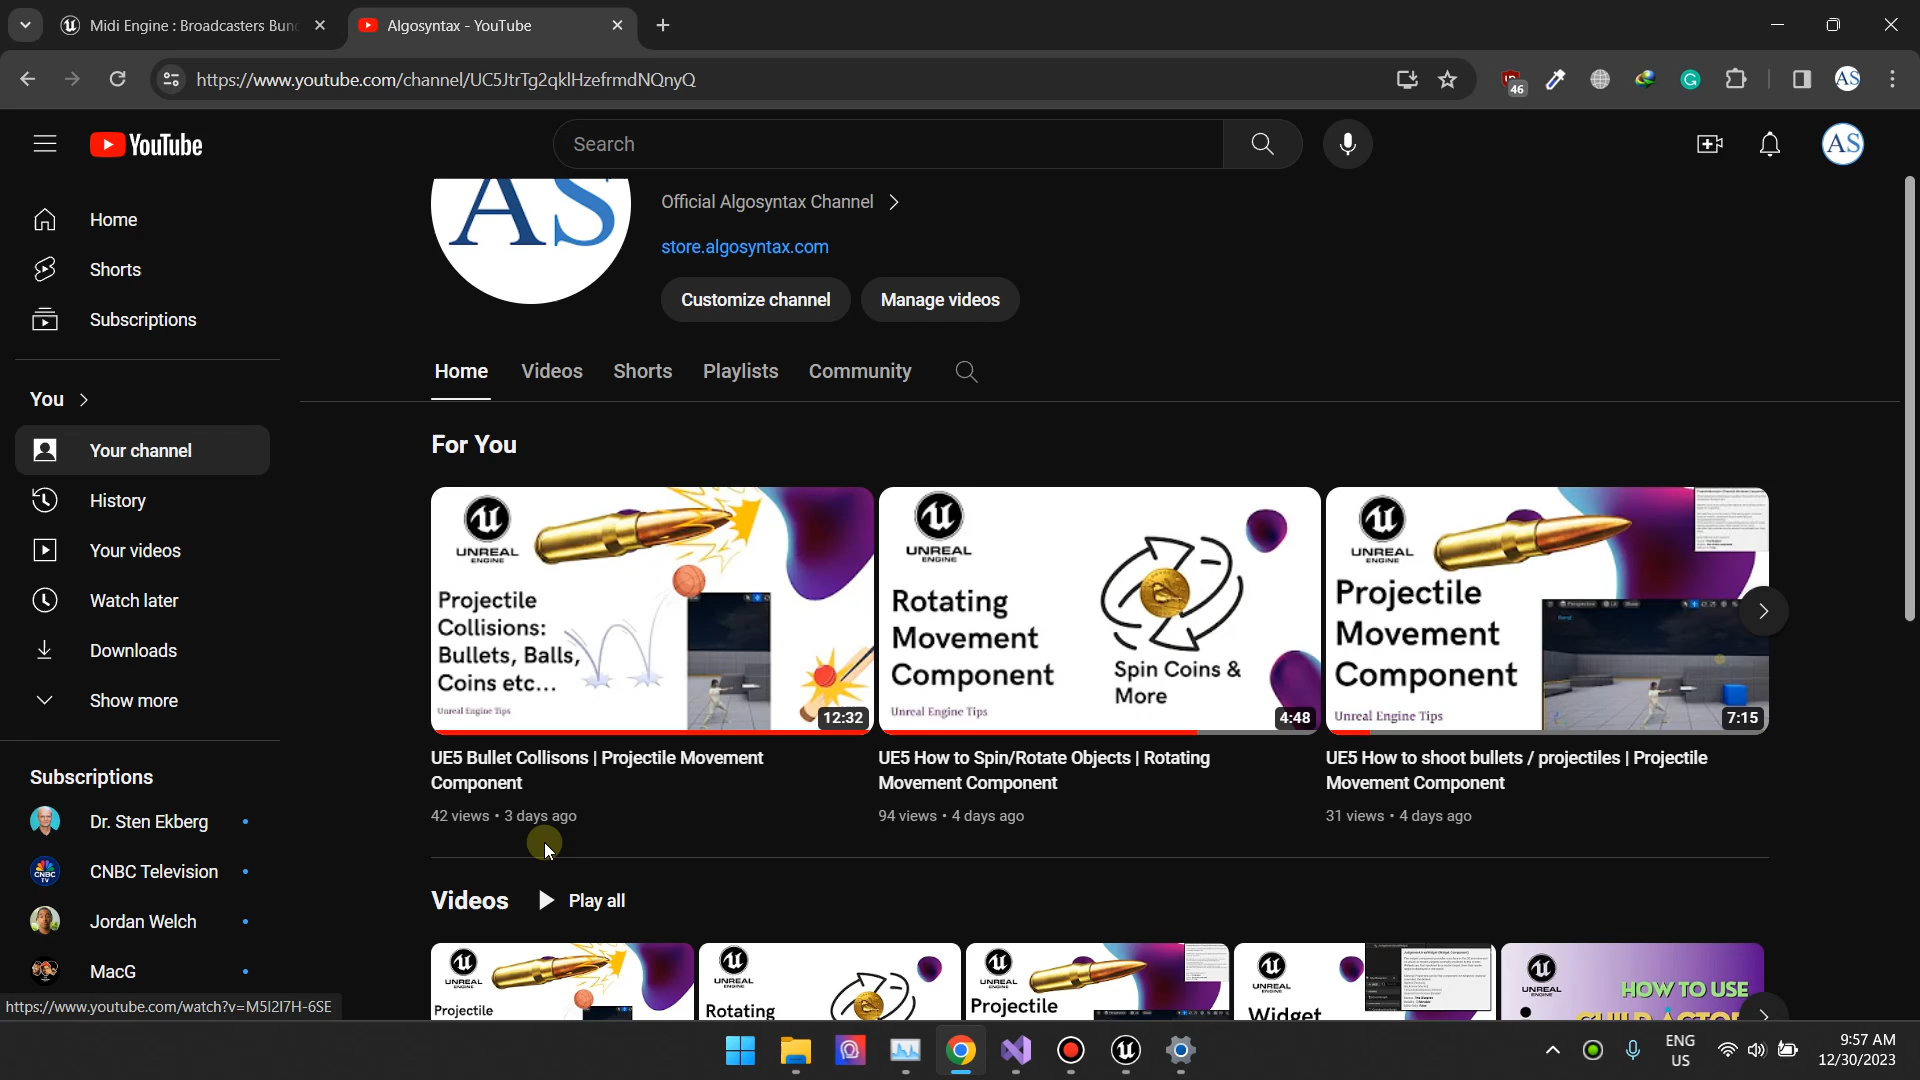 Midi Engine : Broadcasters Bun
Algosyntax - YouTube
https://www.youtube.com/channel/UC5JtrTg2qklHzefrmdNQnyQ
46
AS
YouTube
Search
AS
Home
Shorts
Subscriptions
You
Your channel
History
Your videos
Watch later
Downloads
Show more
Subscriptions
Dr. Sten Ekberg
CNBC Television
Jordan Welch
MacG
https://www.youtube.com/watch?v=M5I2I7H-6SE
AS
Official Algosyntax Channel
store.algosyntax.com
Customize channel
Manage videos
Home
Videos
Shorts
Playlists
Community
For You
UNREAL
ENGINE
Projectile
Collisions:
Bullets, Balls,
Coins etc...
Unreal Engine Tips
12:32
UE5 Bullet Collisons | Projectile Movement
Component
42 views • 3 days ago
UNREAL
ENGINE
Rotating
Movement
Component
Spin Coins &
More
Unreal Engine Tips
4:48
UE5 How to Spin/Rotate Objects | Rotating
Movement Component
94 views • 4 days ago
UNREAL
ENGINE
Projectile
Movement
Component
Unreal Engine Tips
7:15
UE5 How to shoot bullets / projectiles | Projectile
Movement Component
31 views • 4 days ago
Videos
Play all
UNREAL
ENGINE
Projectile
UNREAL
ENGINE
Rotating
UNREAL
ENGINE
Projectile
UNREAL
ENGINE
Widget
UNREAL
ENGINE
HOW TO USE
CHILD ACTOR
ENG
US
9:57 AM
12/30/2023